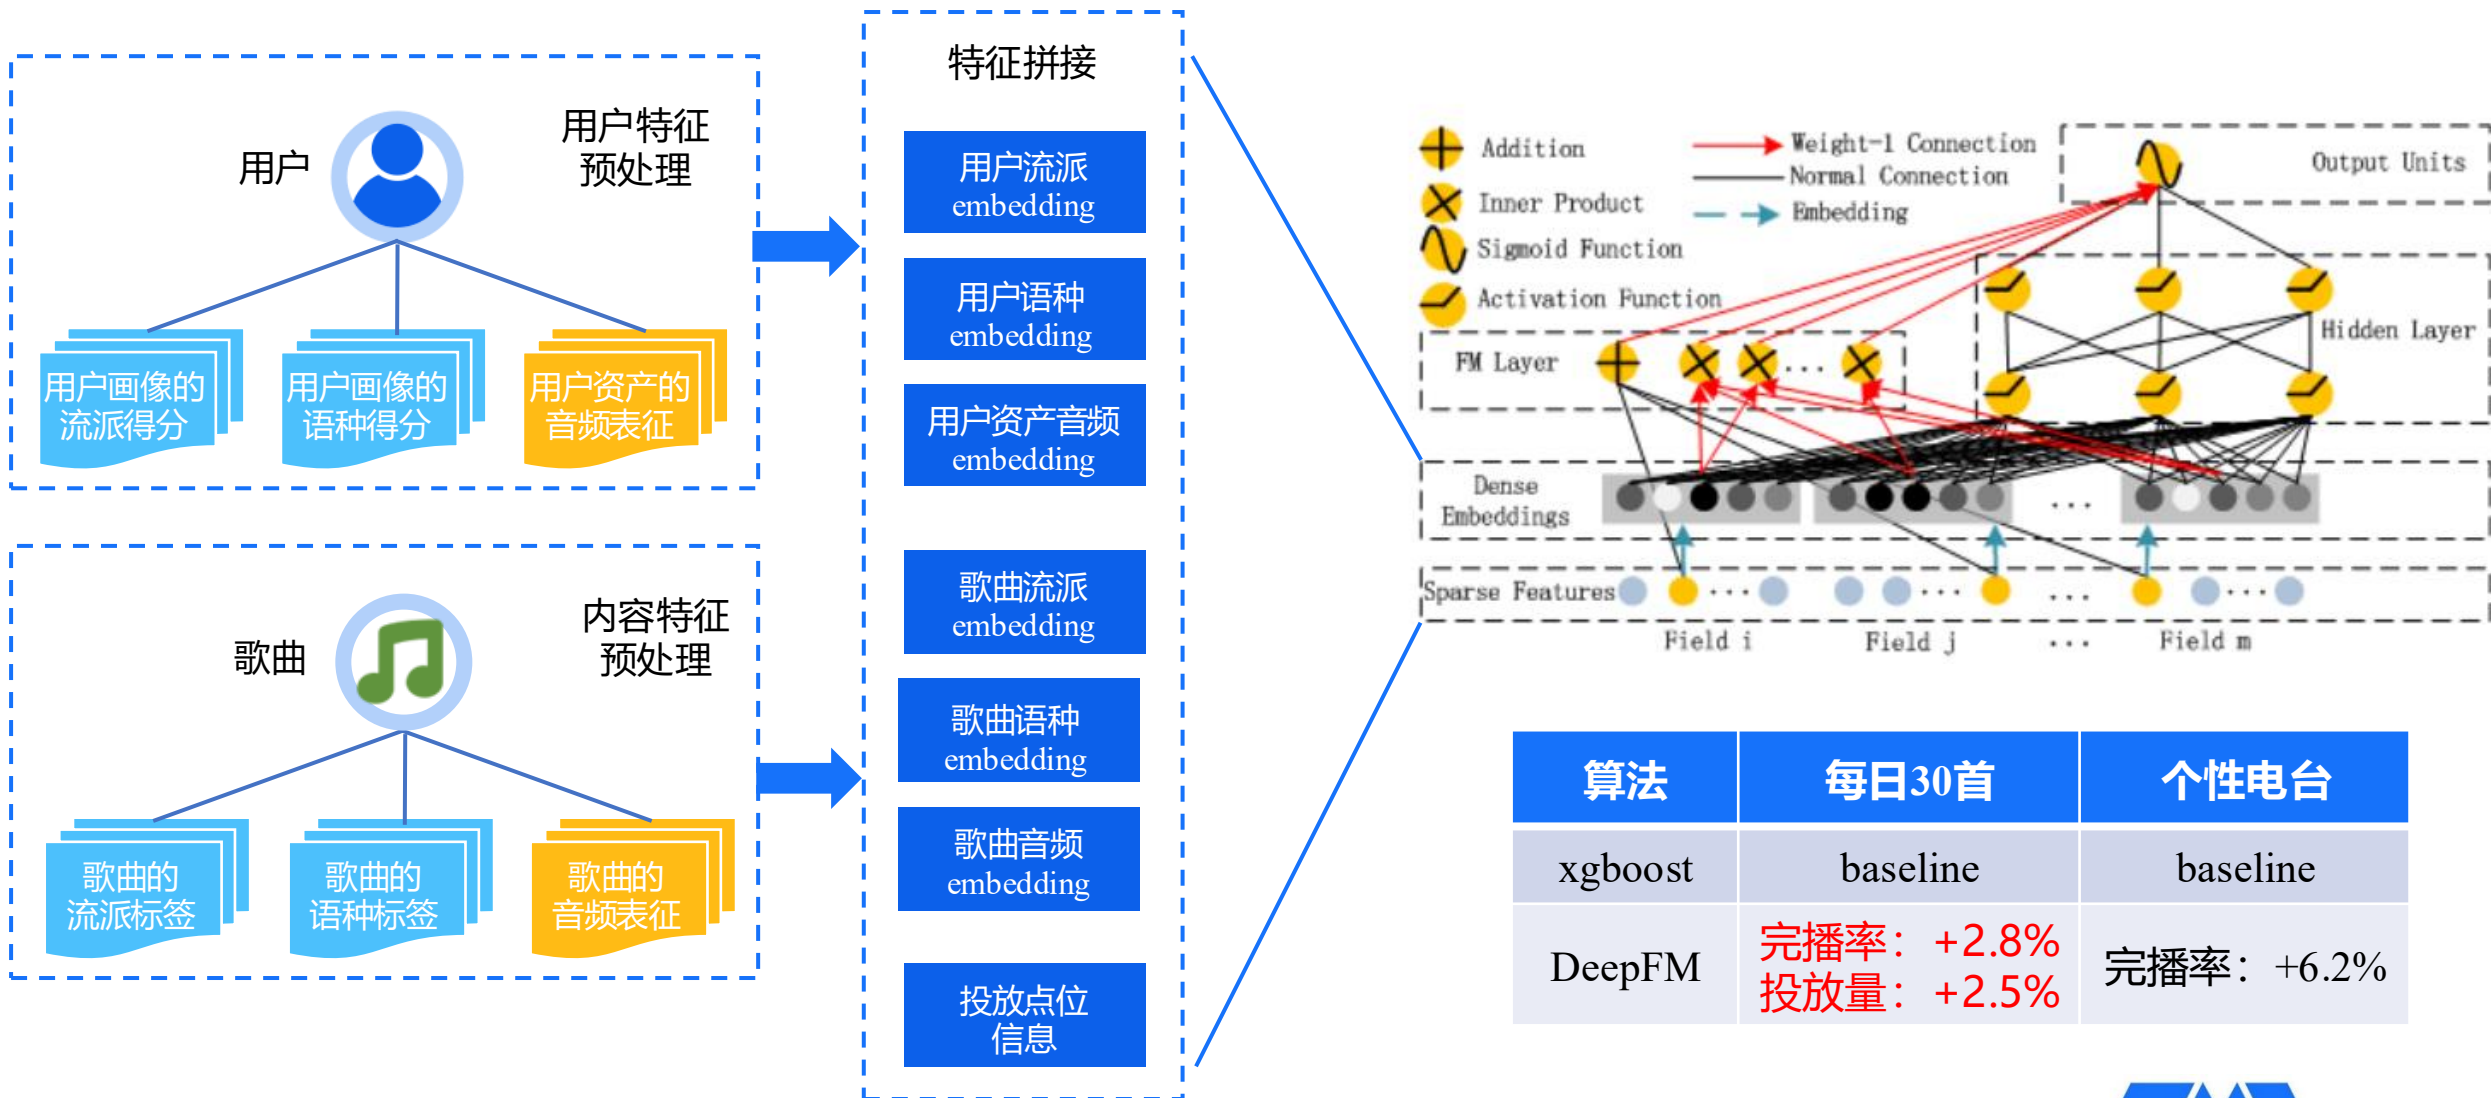 用户
用户特征
预处理
用户画像的
流派得分
用户画像的
语种得分
用户资产的
音频表征
歌曲
内容特征
预处理
歌曲的
流派标签
歌曲的
语种标签
歌曲的
音频表征
特征拼接
用户流派
embedding
用户语种
embedding
用户资产音频
embedding
歌曲流派
embedding
歌曲语种
embedding
歌曲音频
embedding
投放点位
信息
Addition
Inner Product
Sigmoid Function
Activation Function
Weight-1 Connection
Normal Connection
Embedding
Output Units
Hidden Layer
FM Layer
...
Dense
Embeddings
...
Sparse Features
... ... ... ...
Field i Field j ... Field m
算法 每日30首 个性电台
xgboost baseline baseline
DeepFM 完播率：+2.8% 完播率：+6.2%
投放量：+2.5%